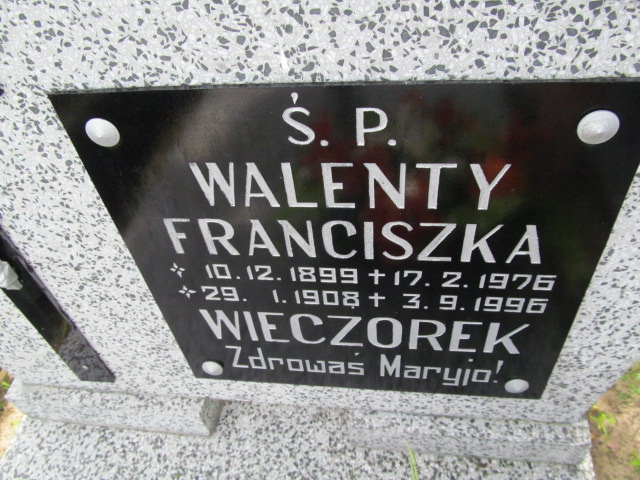 Ś. P.
WALENTY
FRANCISZKA
* 10. 12. 1899 + 17. 2. 1976
* 29. 1. 1908 + 3. 9. 1996
WIECZOREK
Zdrowaś Maryjo!